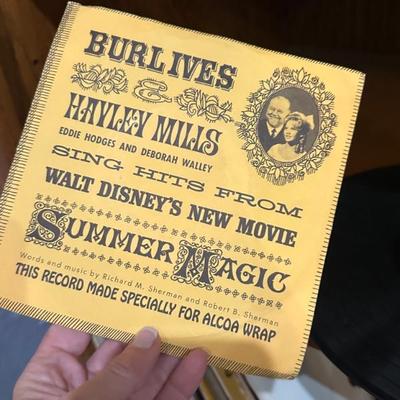 BURL IVES
&
HAYLEY MILLS
EDDIE HODGES AND DEBORAH WALLEY
SING HITS FROM
WALT DISNEY'S NEW MOVIE
SUMMER MAGIC
Words and music by Richard M. Sherman and Robert B. Sherman
THIS RECORD MADE SPECIALLY FOR ALCOA WRAP